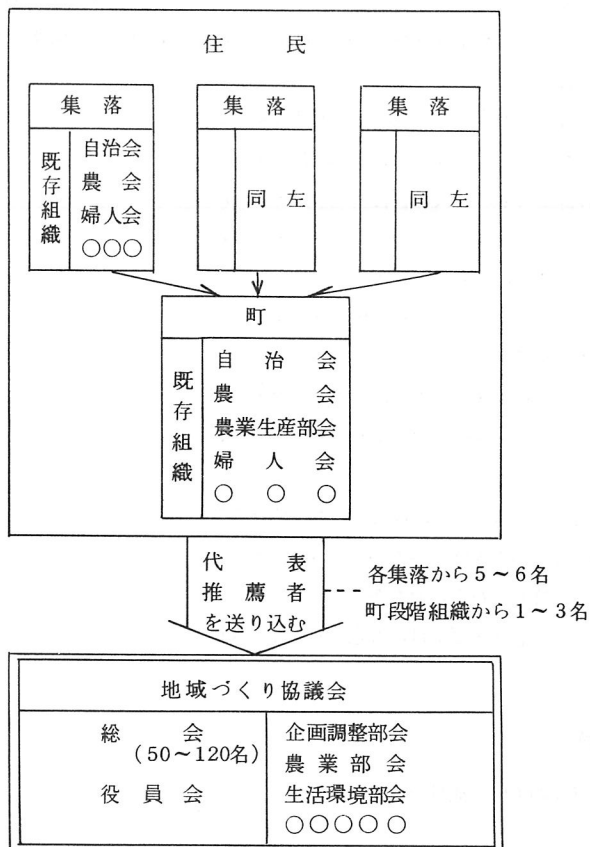 住民
集落
既存組織
自治会
農会
婦人会
○○○
集落
同左
集落
同左
町
既存組織
自治会
農会
農業生産部会
婦人会
○○○
代表
推薦者
を送り込む
各集落から5~6名
町段階組織から1~3名
地域づくり協議会
総会
(50~120名)
役員会
企画調整部会
農業部会
生活環境部会
○○○○○